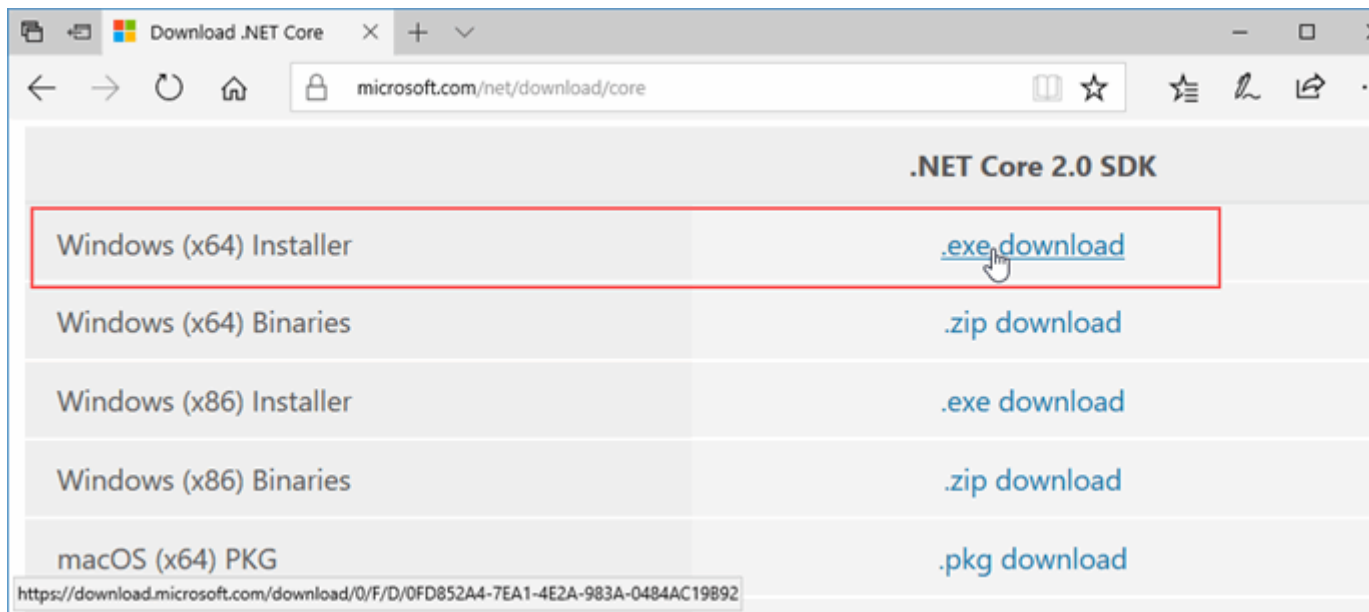 Download .NET Core
microsoft.com/net/download/core
.NET Core 2.0 SDK
Windows (x64) Installer .exe download
Windows (x64) Binaries .zip download
Windows (x86) Installer .exe download
Windows (x86) Binaries .zip download
macOS (x64) PKG .pkg download
https://download.microsoft.com/download/0/F/D/0FD852A4-7EA1-4E2A-983A-0484AC19B92